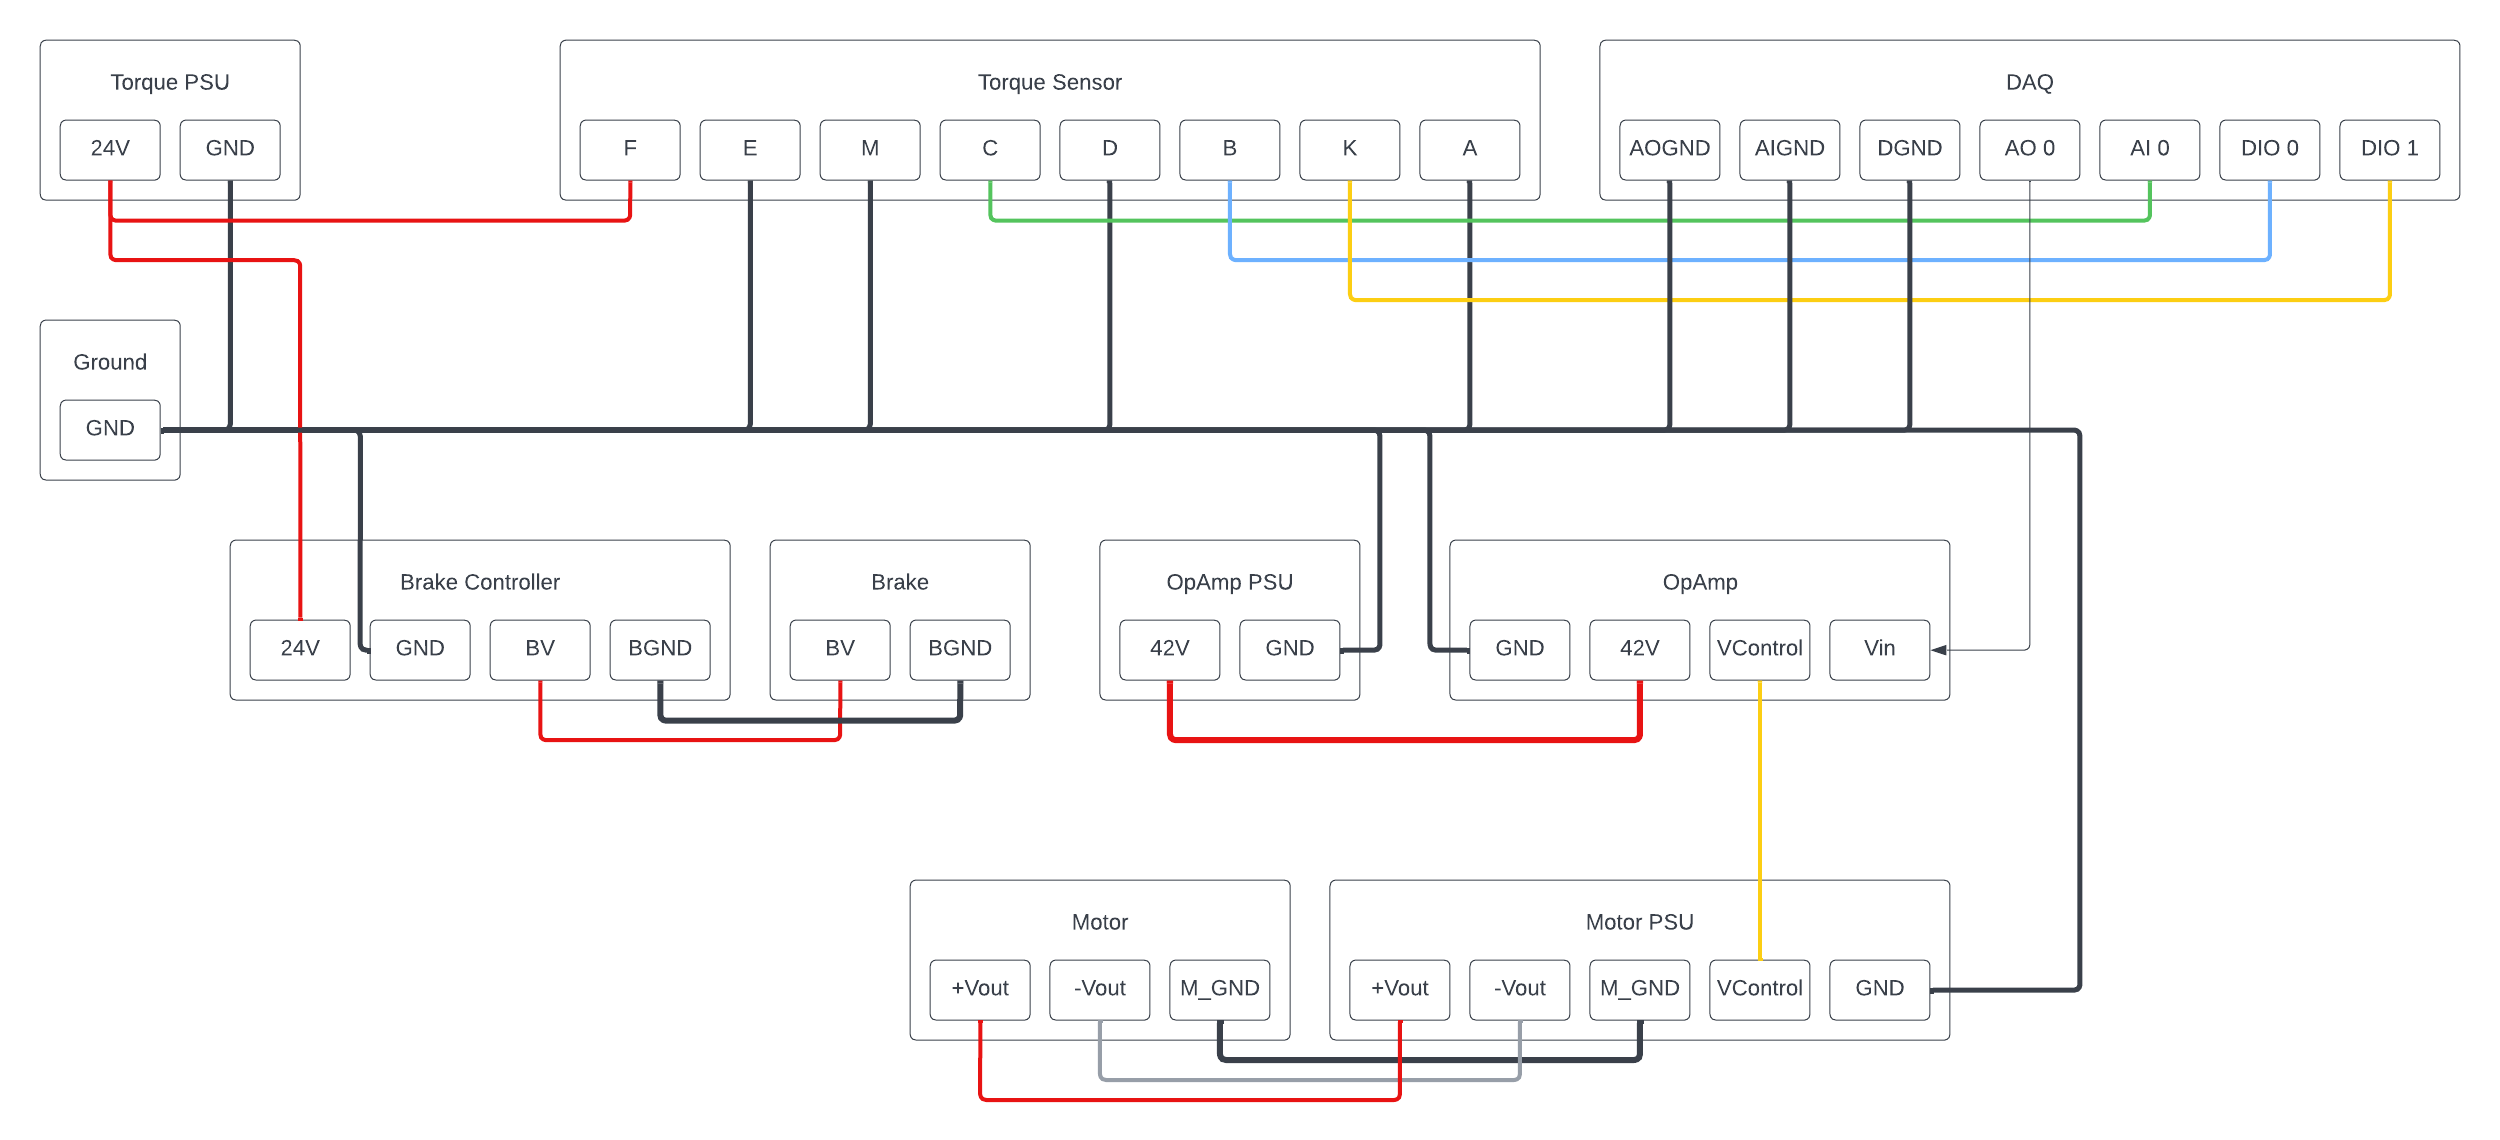 Torque PSU
24V
GND
Torque Sensor
F
E
M
C
D
B
K
A
DAQ
AOGND
AIGND
DGND
AO 0
AI 0
DIO 0
DIO 1
Ground
GND
Brake Controller
24V
GND
BV
BGND
Brake
BV
BGND
OpAmp PSU
42V
GND
OpAmp
GND
42V
VControl
Vin
Motor
+Vout
-Vout
M_GND
Motor PSU
+Vout
-Vout
M_GND
VControl
GND